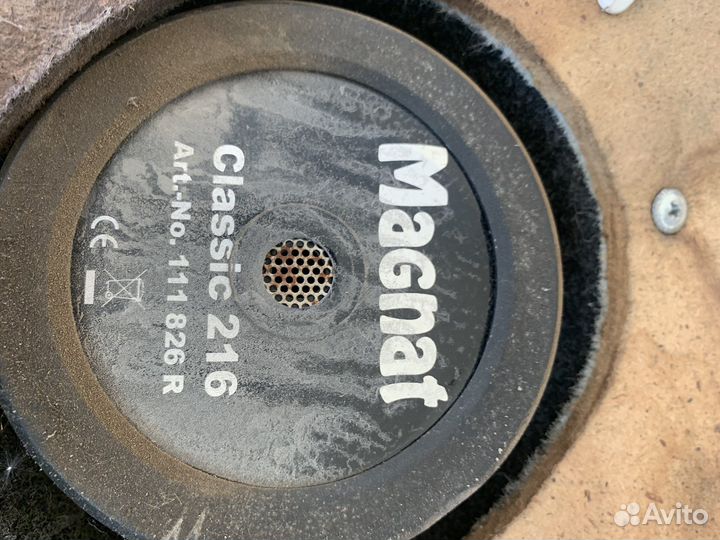 Magnat
Classic 216
Art.-No. 111 826 R
CE
Avito